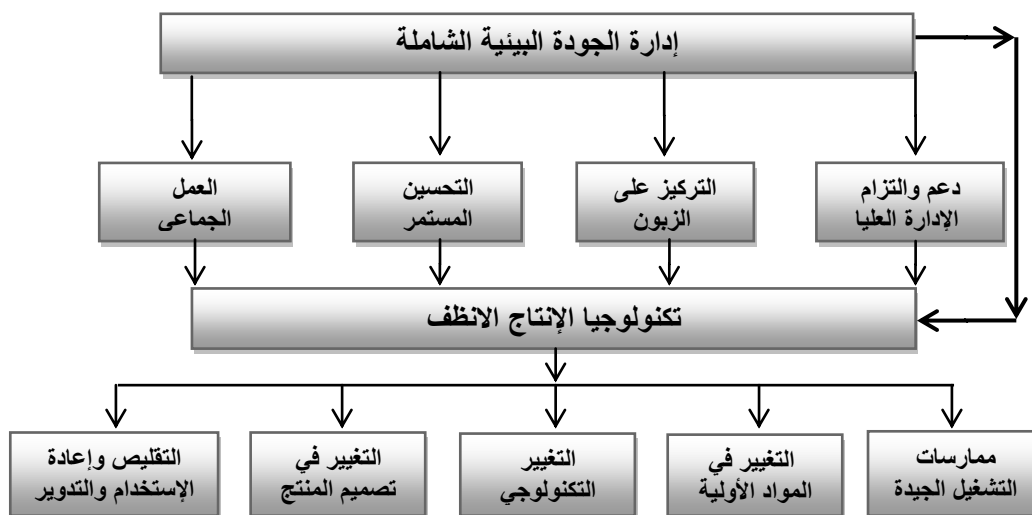 إدارة الجودة البيئية الشاملة
دعم والتزام
الإدارة العليا
التركيز على
الزبون
التحسين
المستمر
العمل
الجماعى
تكنولوجيا الإنتاج الانظف
ممارسات
التشغيل الجيدة
التغيير في
المواد الأولية
التغيير
التكنولوجي
التغيير في
تصميم المنتج
التقليص وإعادة
الإستخدام والتدوير